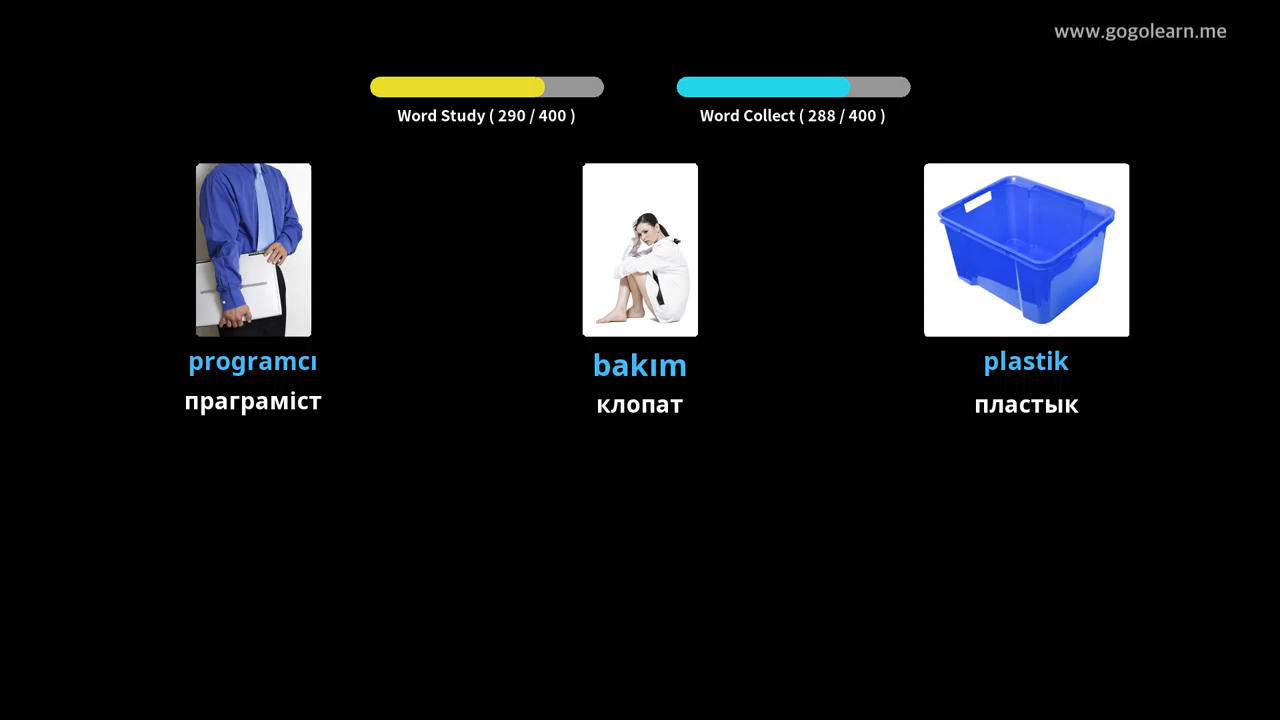 www.gogolearn.me
Word Study ( 290 / 400 )
Word Collect ( 288 / 400 )
programcı
bakım
plastik
праграміст
клопат
пластык